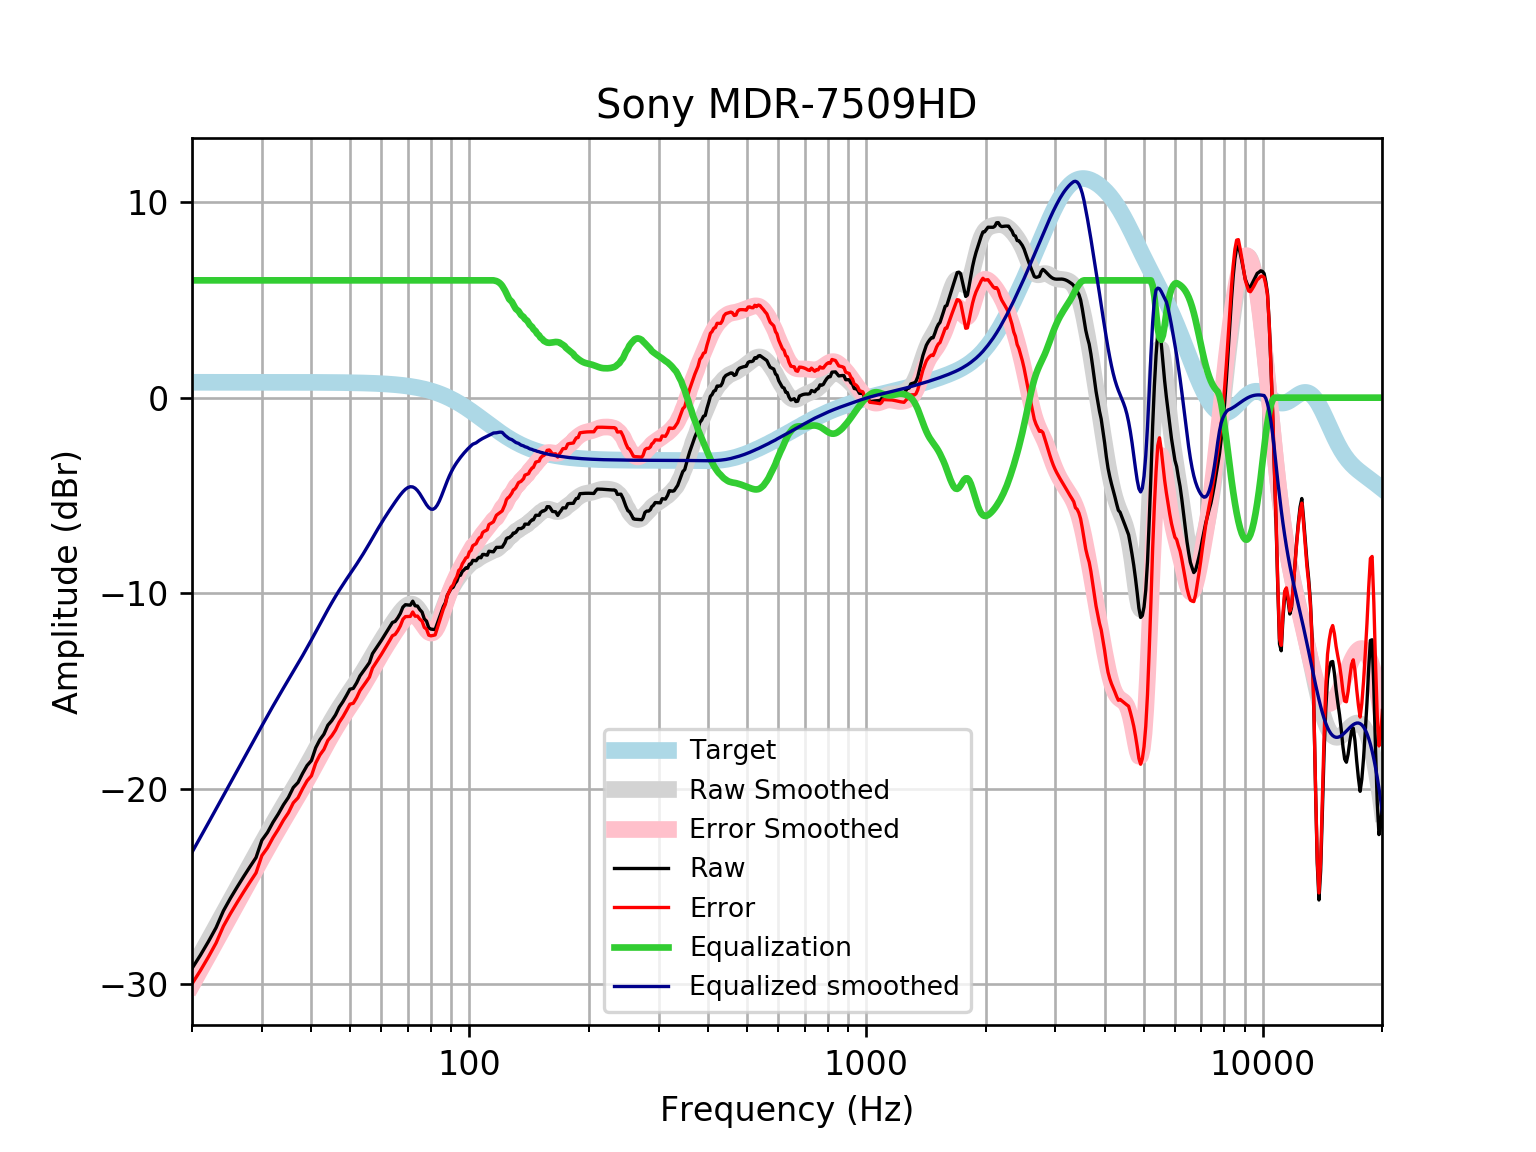 Sony MDR-7509HD
Amplitude (dBr)
10
0
−10
−20
−30
Target
Raw Smoothed
Error Smoothed
Raw
Error
Equalization
Equalized smoothed
100
1000
10000
Frequency (Hz)